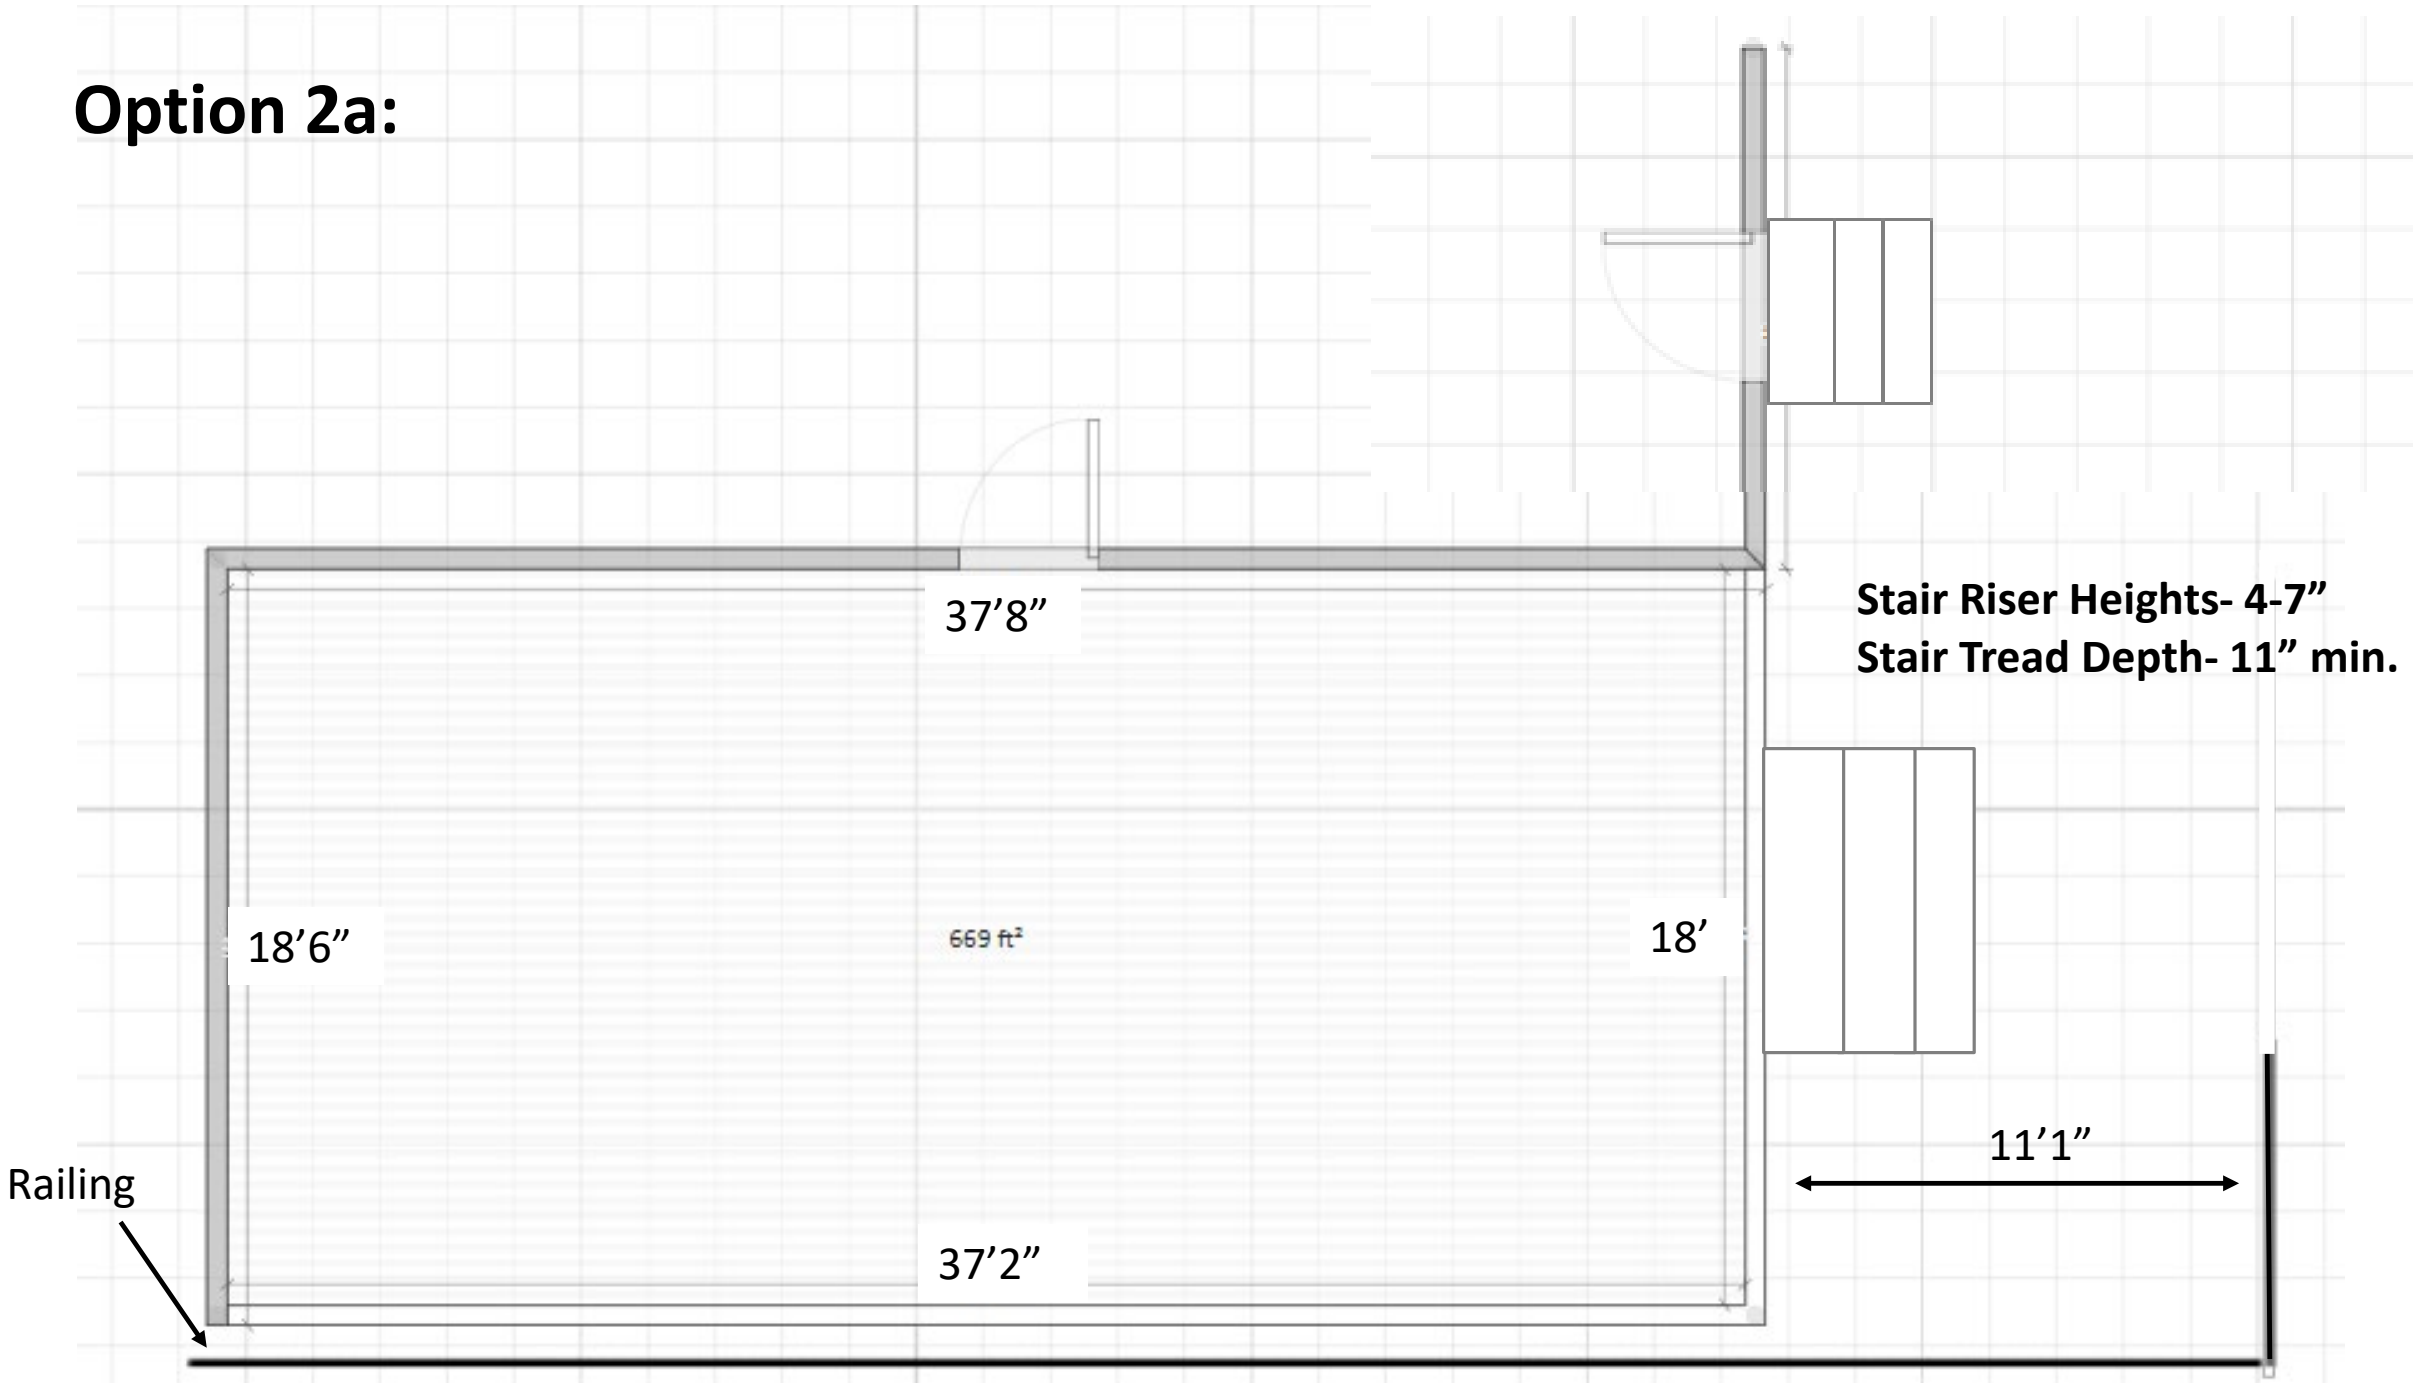 Option 2a:
37’8”
Stair Riser Heights- 4-7”
Stair Tread Depth- 11” min.
18’6”
669 ft²
18’
11’1”
Railing
37’2”